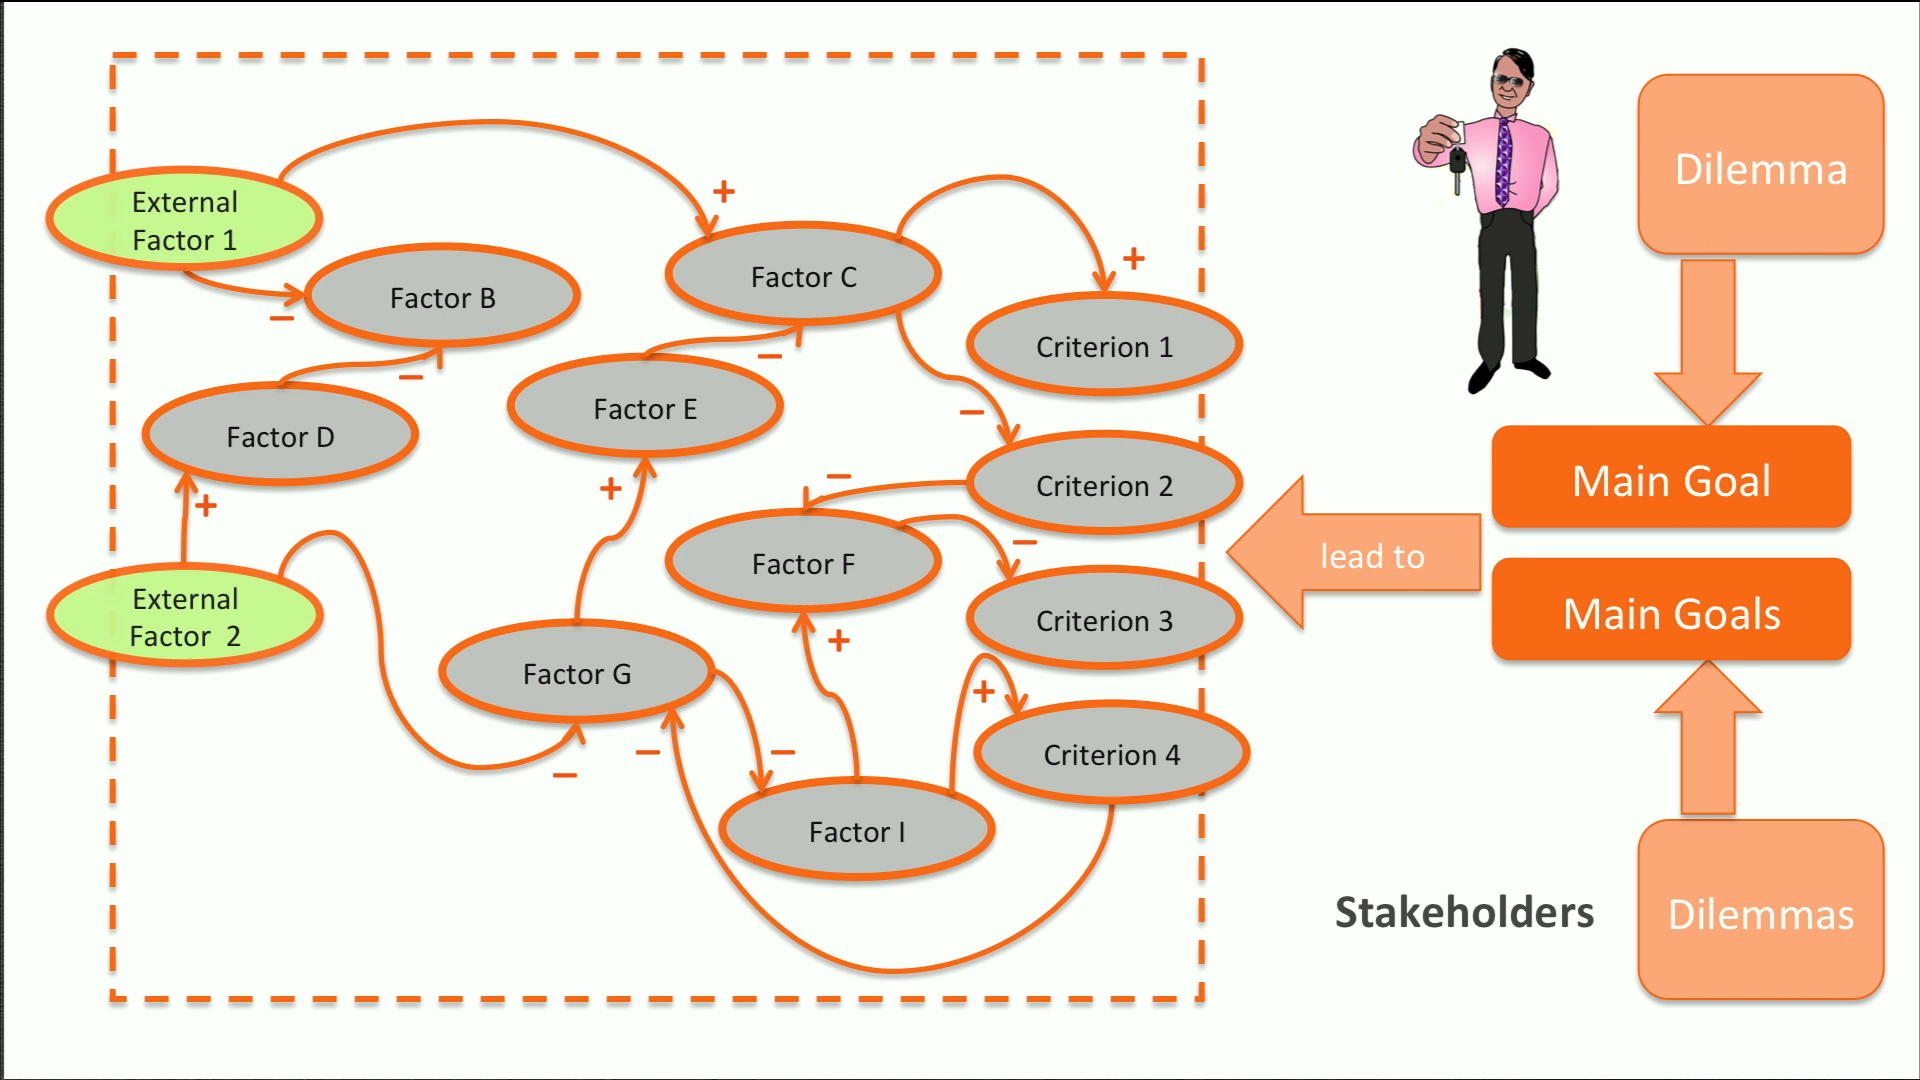 External
Factor 1
+
Factor C
Factor B
−
+
Criterion 1
−
−
Factor D
Factor E
−
Criterion 2
+
+
−
Factor F
−
External
Factor  2
Criterion 3
+
Factor G
+
−
−
Criterion 4
−
Factor I
Dilemma
Main Goal
lead to
Main Goals
Stakeholders
Dilemmas